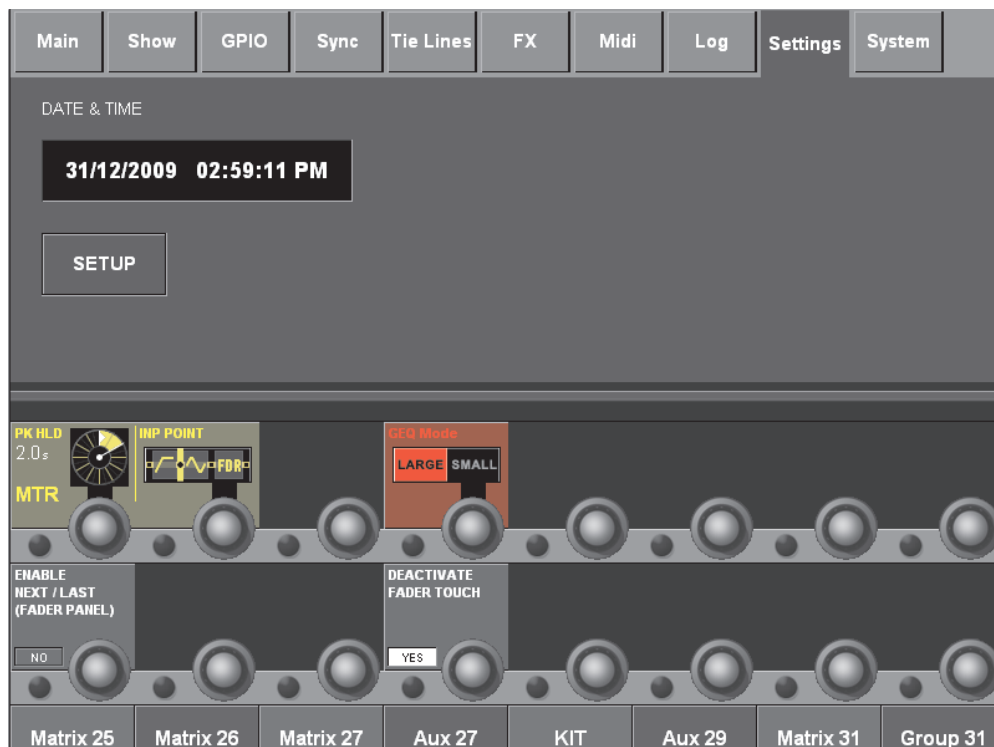 Main Show GPIO Sync Tie Lines FX Midi Log Settings System
DATE & TIME
31/12/2009 02:59:11 PM
SETUP
PK HLD
2.0s
MTR
INP POINT
FDR
GEQ Mode
LARGE SMALL
ENABLE
NEXT / LAST
(FADER PANEL)
NO
DEACTIVATE
FADER TOUCH
YES
Matrix 25 Matrix 26 Matrix 27 Aux 27 KIT Aux 29 Matrix 31 Group 31